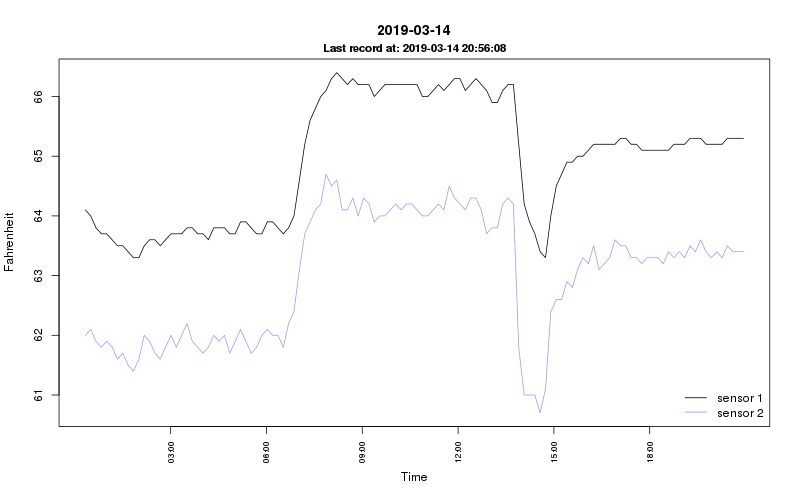 2019-03-14
Last record at: 2019-03-14 20:56:08
Fahrenheit
66
65
64
63
62
61
sensor 1
sensor 2
03:00
06:00
09:00
12:00
15:00
18:00
Time